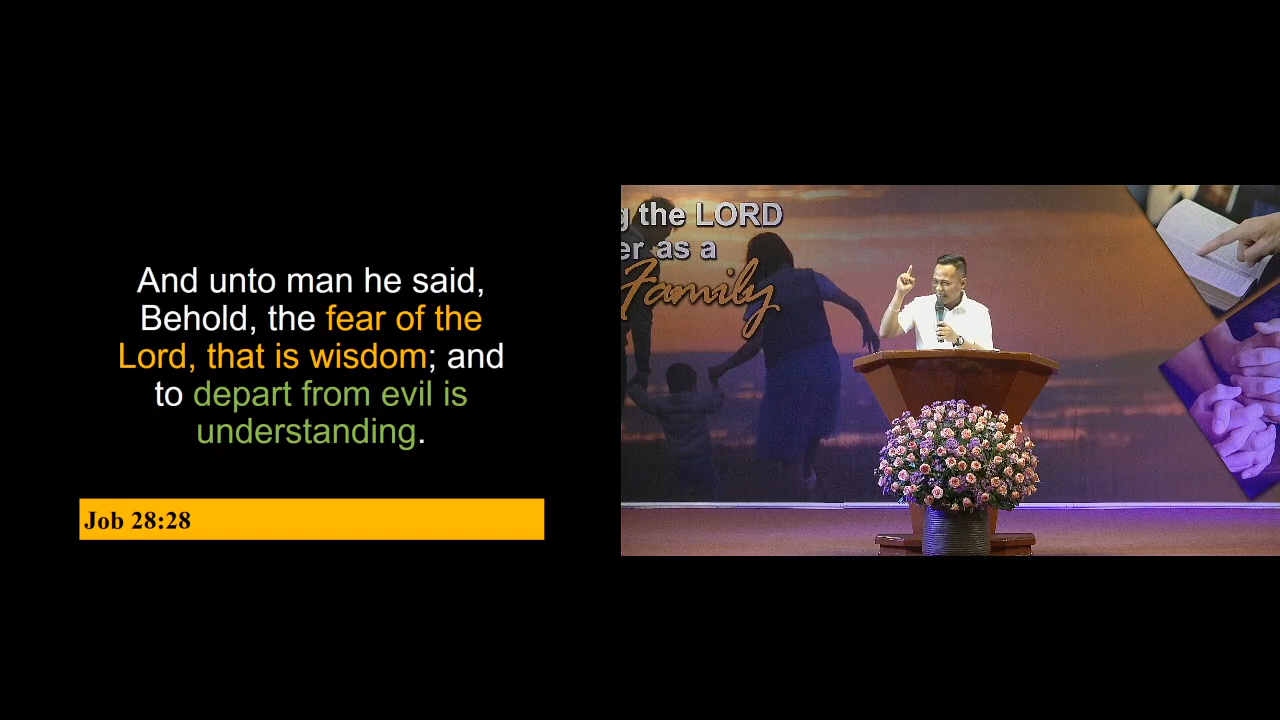 And unto man he said,
Behold, the fear of the
Lord, that is wisdom; and
to depart from evil is
understanding.
Job 28:28
the LORD
as a
Family